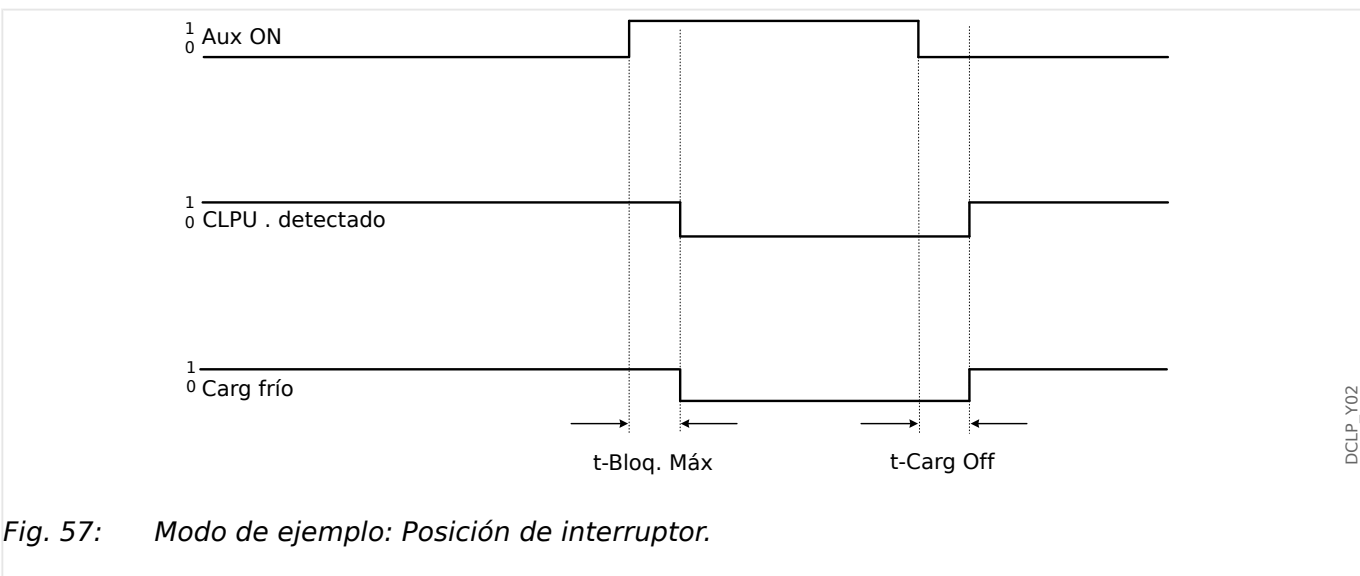 1
0 Aux ON
1
0 CLPU . detectado
1
0 Carg frío
t-Bloq. Máx
t-Carg Off
DCLP_Y02
Fig. 57: Modo de ejemplo: Posición de interruptor.